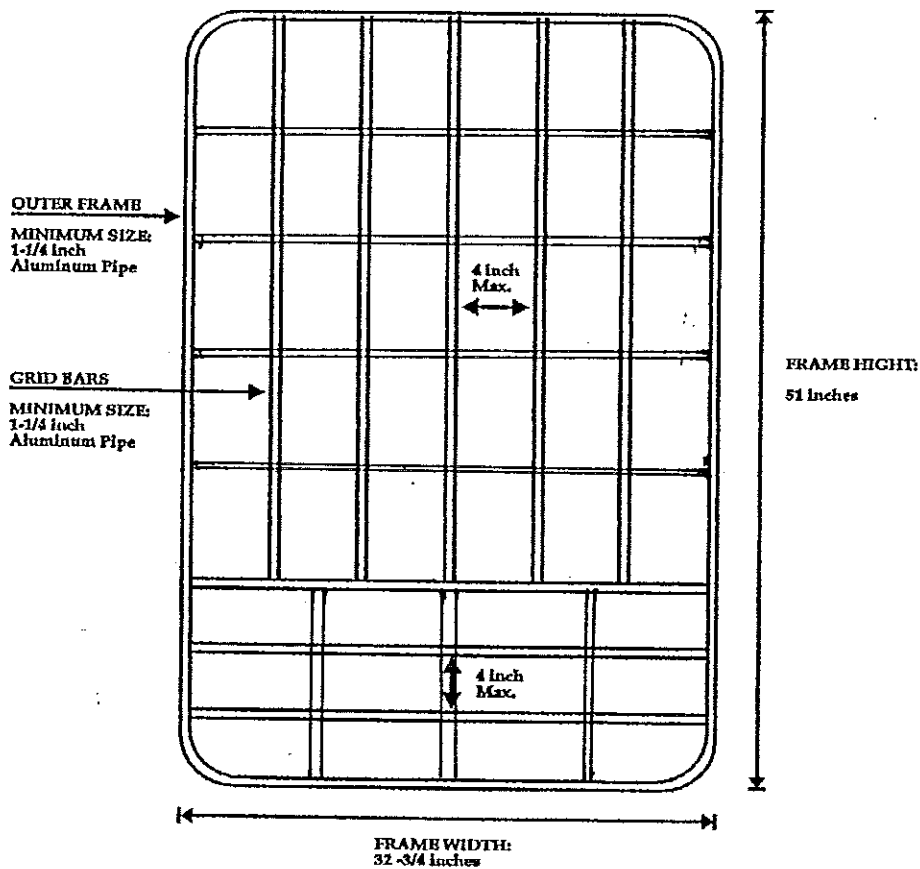 OUTER FRAME
MINIMUM SIZE:
1-1/4 inch
Aluminum Pipe
4 inch
Max.
GRID BARS
MINIMUM SIZE:
1-1/4 inch
Aluminum Pipe
FRAME HIGHT:
51 inches
4 inch
Max.
FRAME WIDTH:
32 -3/4 inches